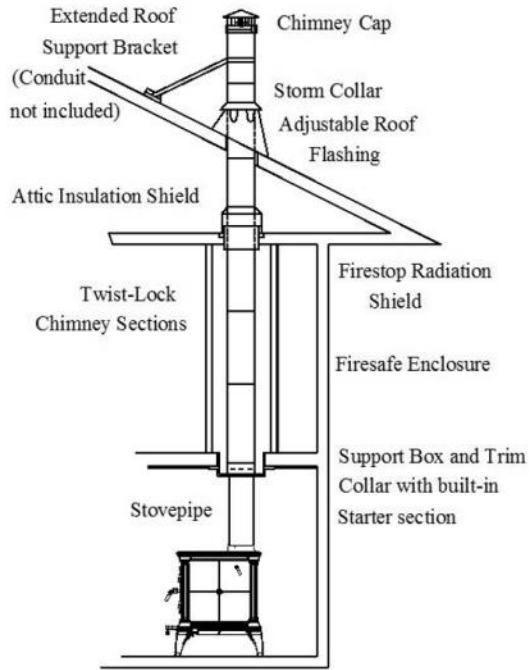 Extended Roof
Support Bracket
(Conduit
not included)
Chimney Cap
Storm Collar
Adjustable Roof
Flashing
Attic Insulation Shield
Firestop Radiation
Shield
Twist-Lock
Chimney Sections
Firesafe Enclosure
Support Box and Trim
Collar with built-in
Starter section
Stovepipe